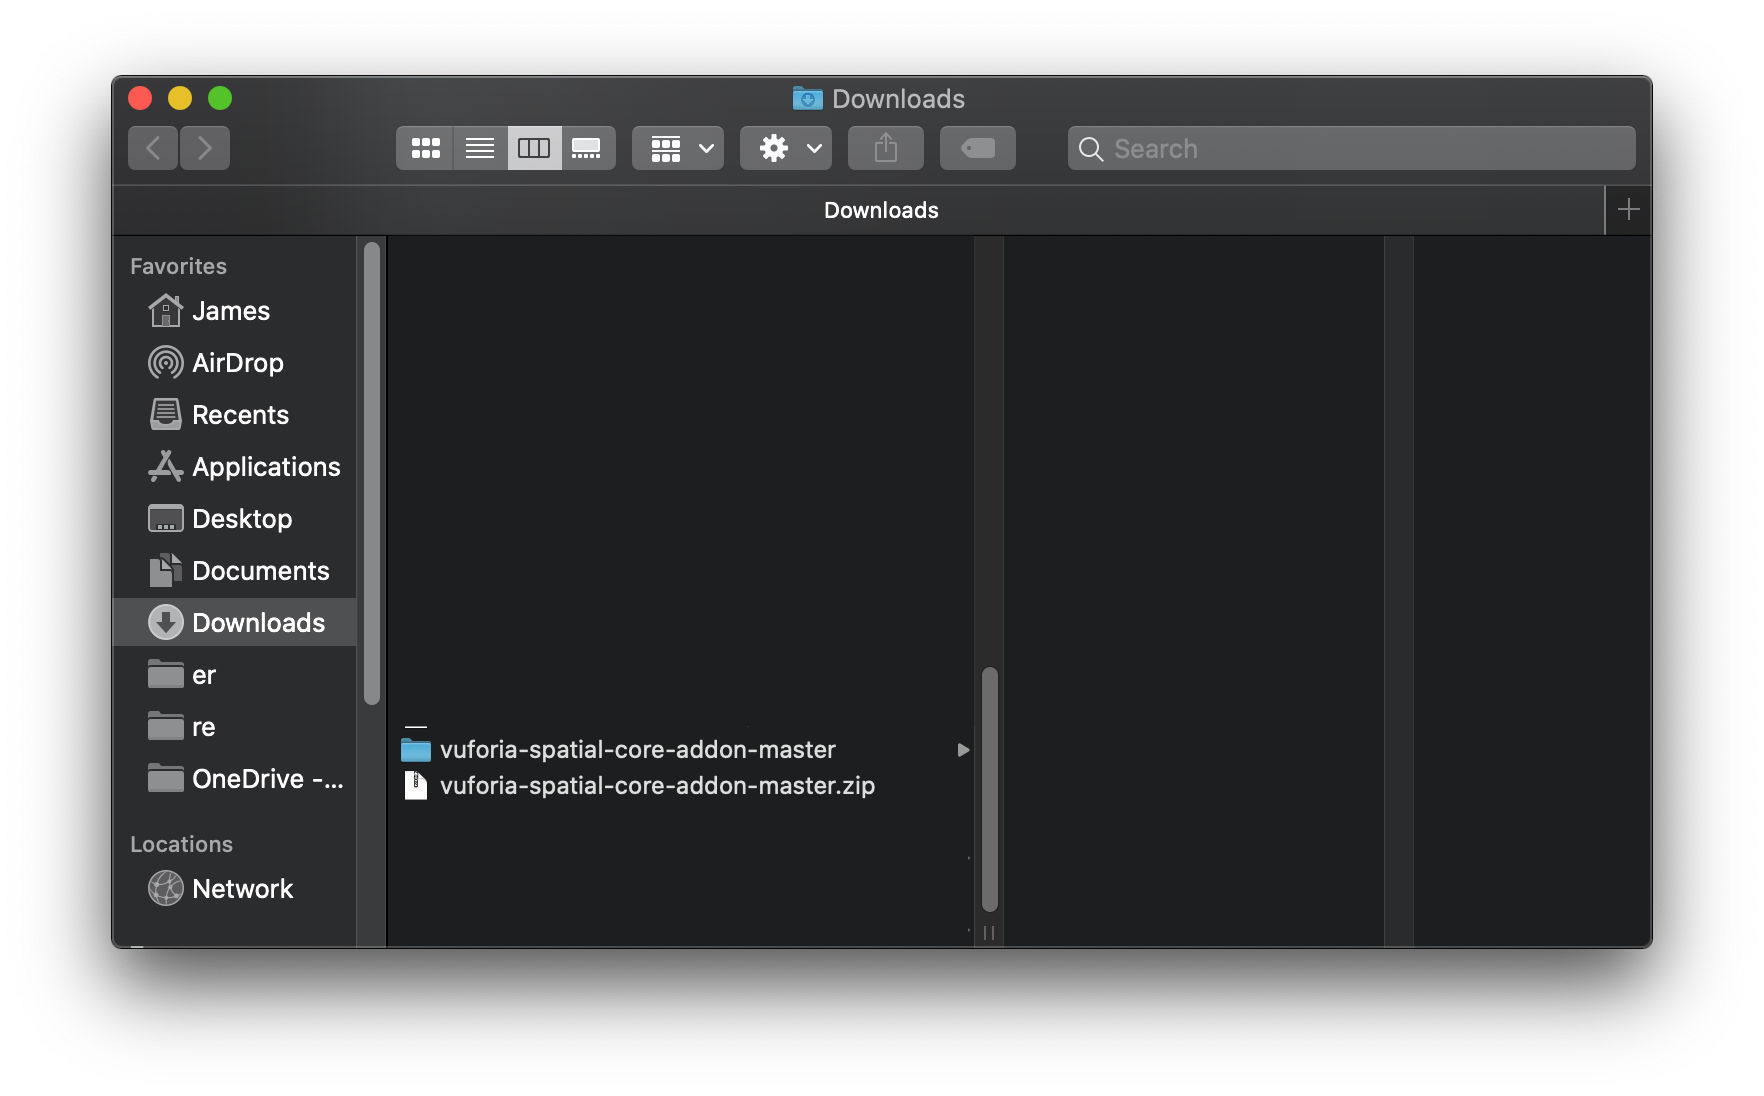 Downloads
Search
Downloads
Favorites
James
AirDrop
Recents
Applications
Desktop
Documents
Downloads
er
re
OneDrive -...
Locations
Network
vuforia-spatial-core-addon-master
vuforia-spatial-core-addon-master.zip